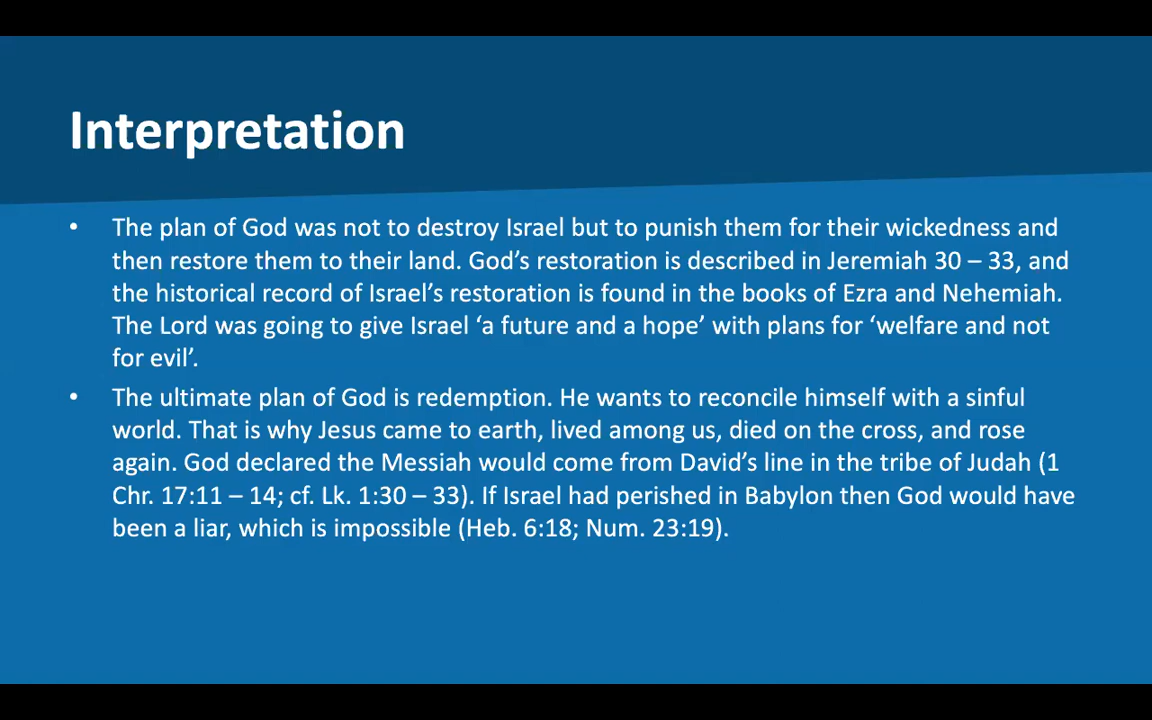 Interpretation
• The plan of God was not to destroy Israel but to punish them for their wickedness and
then restore them to their land. God’s restoration is described in Jeremiah 30 – 33, and
the historical record of Israel’s restoration is found in the books of Ezra and Nehemiah.
The Lord was going to give Israel ‘a future and a hope’ with plans for ‘welfare and not
for evil’.
• The ultimate plan of God is redemption. He wants to reconcile himself with a sinful
world. That is why Jesus came to earth, lived among us, died on the cross, and rose
again. God declared the Messiah would come from David’s line in the tribe of Judah (1
Chr. 17:11 – 14; cf. Lk. 1:30 – 33). If Israel had perished in Babylon then God would have
been a liar, which is impossible (Heb. 6:18; Num. 23:19).